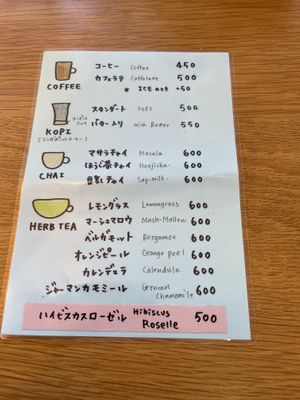 コーヒー Coffee 450
カフェラテ Caffelatte 500
COFFEE
* ICE +50
スタンダード 500
KOPI
バター入り with Butter 550
マサラチャイ Masala 600
ほうじ茶チャイ Houjicha- 600
CHAI
豆乳チャイ Soy-milk- 600
レモングラス Lemongrass 600
マーシュマロウ Mash-Mallow 600
HERB TEA
ベルガモット Bergamot 600
オレンジピール Orange peel 600
カレンデュラ Calendula 600
ジャーマンカモミール German Chamomile 600
ハイビスカスローゼル Hibiscus Roselle 500